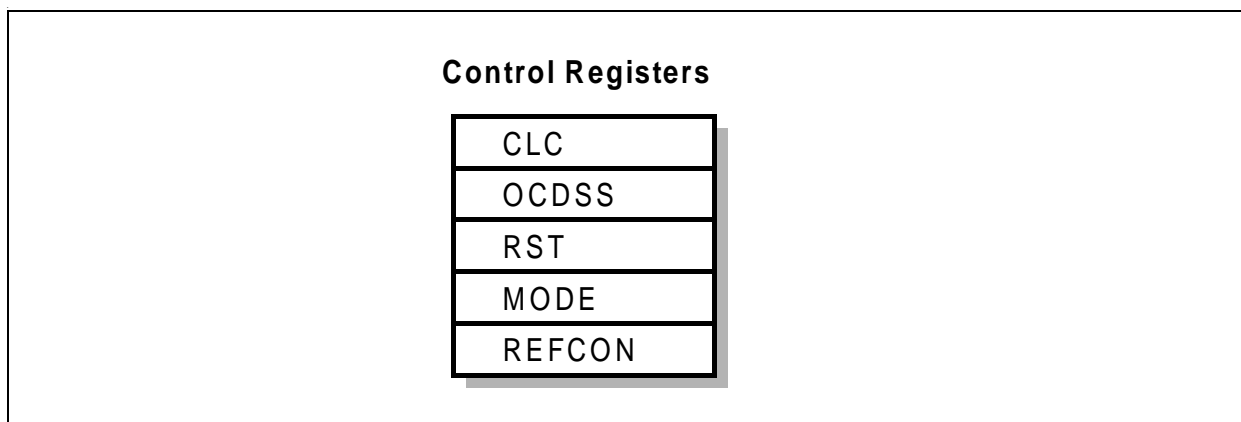 Control Registers
CLC
OCDSS
RST
MODE
REFCON